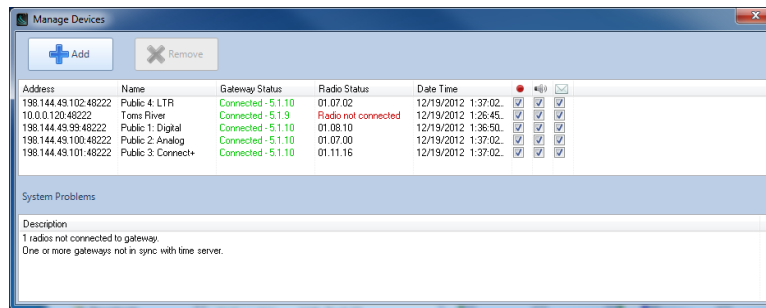 Manage Devices
Add Remove
Address Name Gateway Status Radio Status Date Time
198.144.49.102:48222 Public 4: LTR Connected - 5.1.10 01.07.02 12/19/2012 1:37:02..
10.0.0.120:48222 Toms River Connected - 5.1.9 Radio not connected 12/19/2012 1:26:45..
198.144.49.99:48222 Public 1: Digital Connected - 5.1.10 01.08.10 12/19/2012 1:36:50..
198.144.49.100:48222 Public 2: Analog Connected - 5.1.10 01.07.00 12/19/2012 1:37:02..
198.144.49.101:48222 Public 3: Connect+ Connected - 5.1.10 01.11.16 12/19/2012 1:37:02..
System Problems
Description
1 radios not connected to gateway.
One or more gateways not in sync with time server.